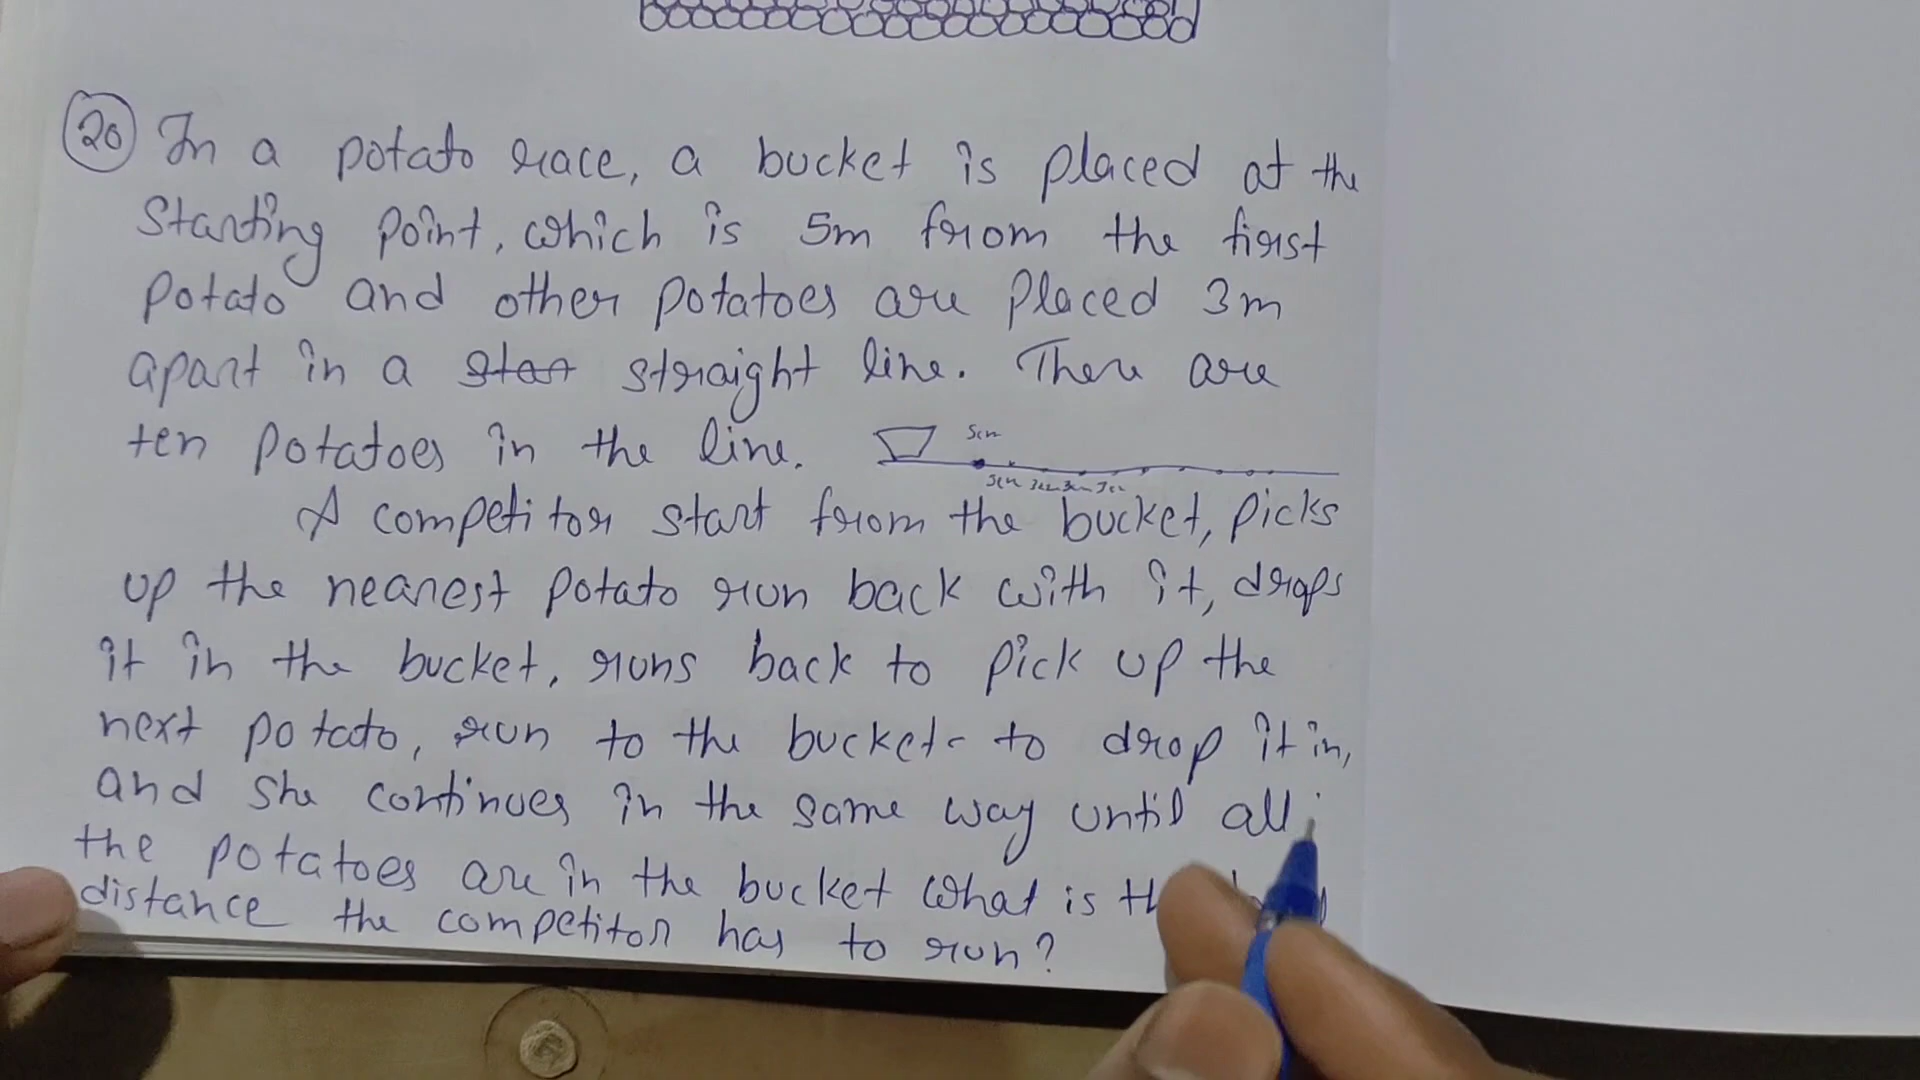 20 In a potato race, a bucket is placed at the
Starting point, which is 5m from the first
Potato and other potatoes are placed 3m
apart in a straight line. There are
ten potatoes in the line.
5cm
A competitor start from the bucket, picks
up the nearest potato run back with it, drops
it in the bucket, runs back to pick up the
next potato, run to the bucket to drop it in,
and she continues in the same way until all
the potatoes are in the bucket what is
distance the competitor has to run?